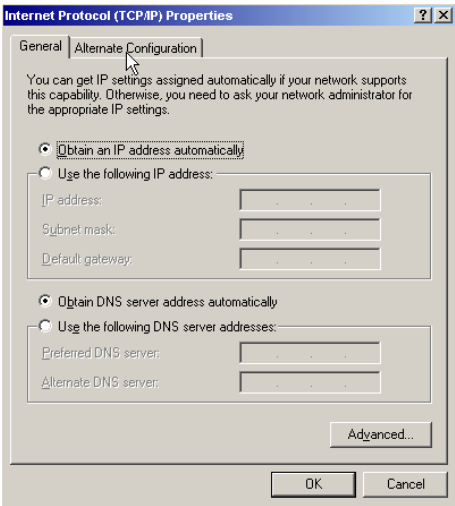 Internet Protocol (TCP/IP) Properties
General
Alternate Configuration
You can get IP settings assigned automatically if your network supports
this capability. Otherwise, you need to ask your network administrator for
the appropriate IP settings.
Obtain an IP address automatically
Use the following IP address:
IP address:
Subnet mask:
Default gateway:
Obtain DNS server address automatically
Use the following DNS server addresses:
Preferred DNS server:
Alternate DNS server:
Advanced...
OK
Cancel